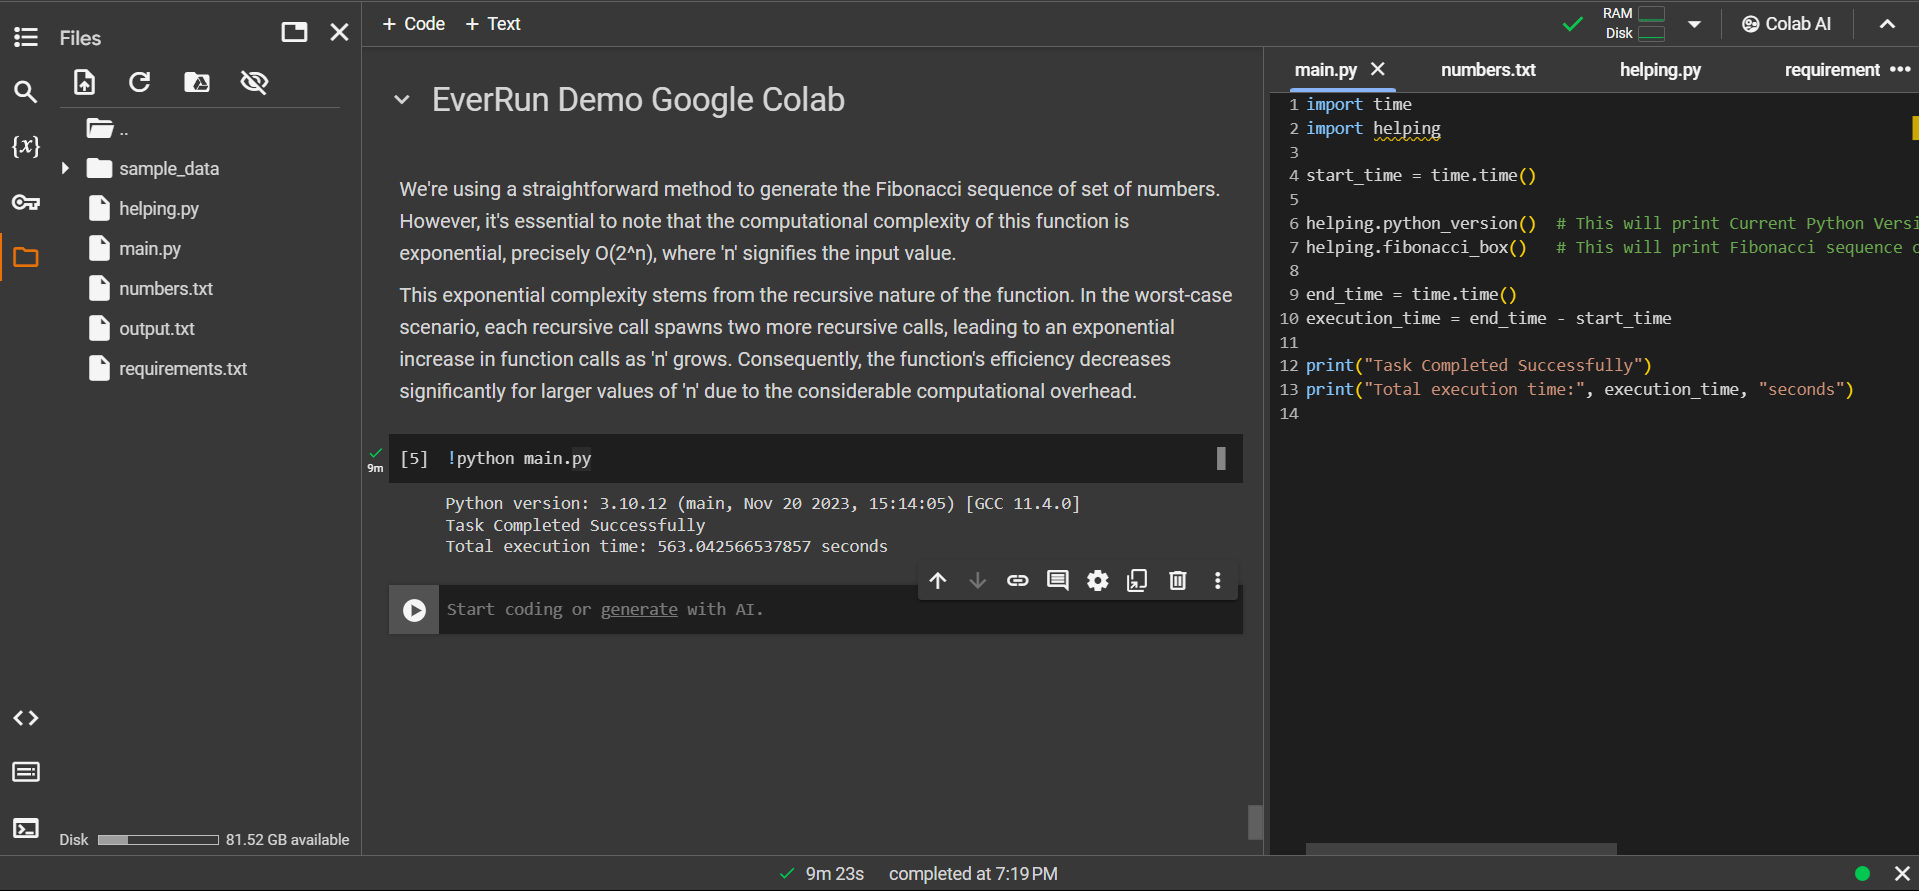 Files
+ Code + Text
RAM
Disk
Colab AI
..
sample_data
helping.py
main.py
numbers.txt
output.txt
requirements.txt
{x}
Disk 81.52 GB available
EverRun Demo Google Colab
We're using a straightforward method to generate the Fibonacci sequence of set of numbers.
However, it's essential to note that the computational complexity of this function is
exponential, precisely O(2^n), where 'n' signifies the input value.
This exponential complexity stems from the recursive nature of the function. In the worst-case
scenario, each recursive call spawns two more recursive calls, leading to an exponential
increase in function calls as 'n' grows. Consequently, the function's efficiency decreases
significantly for larger values of 'n' due to the considerable computational overhead.
9m
[5] !python main.py
Python version: 3.10.12 (main, Nov 20 2023, 15:14:05) [GCC 11.4.0]
Task Completed Successfully
Total execution time: 563.042566537857 seconds
Start coding or generate with AI.
main.py numbers.txt helping.py requirement
1 import time
2 import helping
3
4 start_time = time.time()
5
6 helping.python_version() # This will print Current Python Versi
7 helping.fibonacci_box() # This will print Fibonacci sequence
8
9 end_time = time.time()
10 execution_time = end_time - start_time
11
12 print("Task Completed Successfully")
13 print("Total execution time:", execution_time, "seconds")
14
9m 23s completed at 7:19 PM